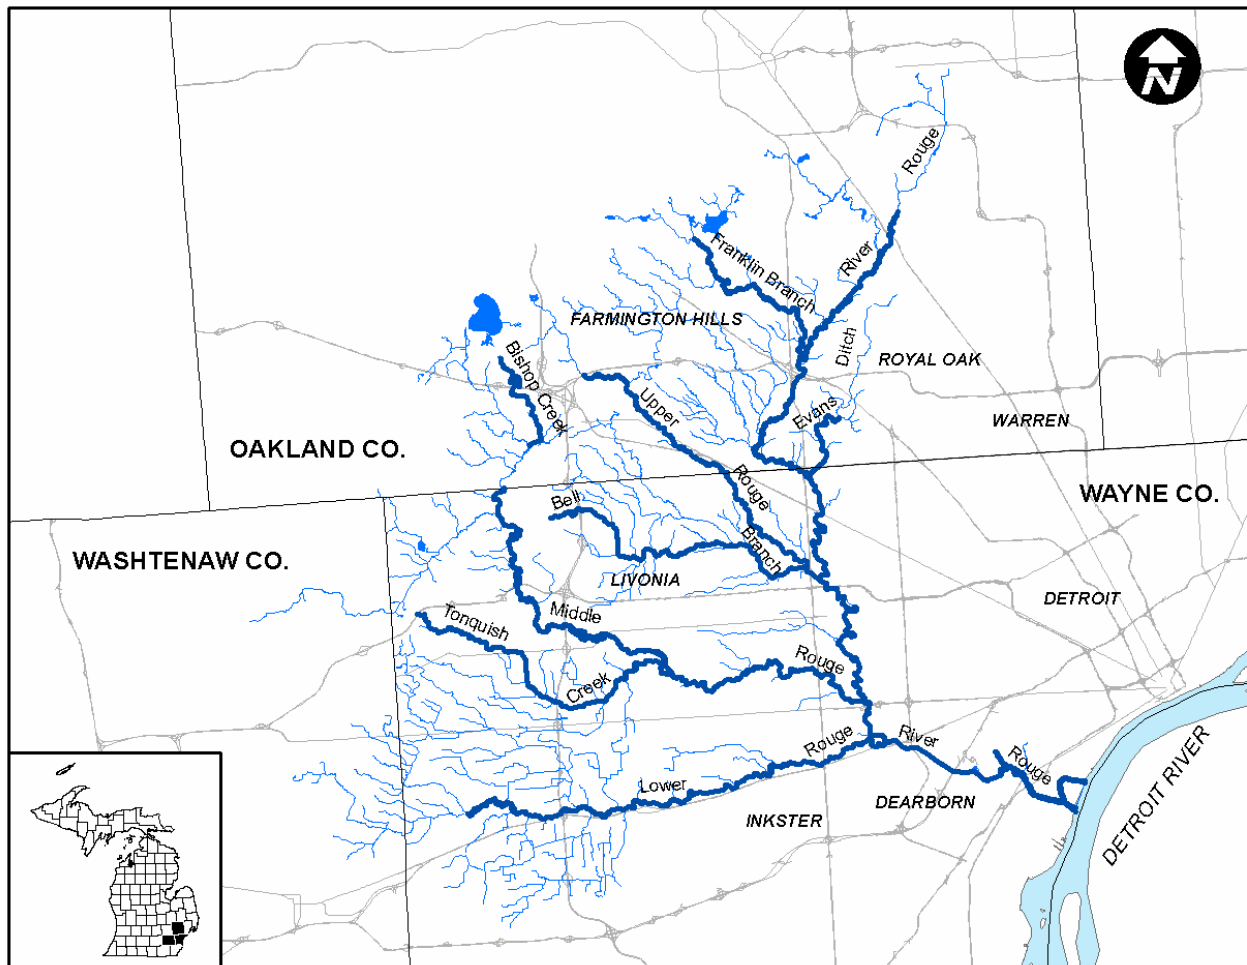 N
Rouge
River
Franklin Branch
FARMINGTON HILLS
Ditch
ROYAL OAK
Bishop Creek
Upper
Evans
WARREN
OAKLAND CO.
Rouge
WAYNE CO.
Bell
Branch
WASHTENAW CO.
LIVONIA
DETROIT
Tonquish
Middle
Creek
Rouge
Rouge
River
Lower
Rouge
DEARBORN
INKSTER
DETROIT RIVER